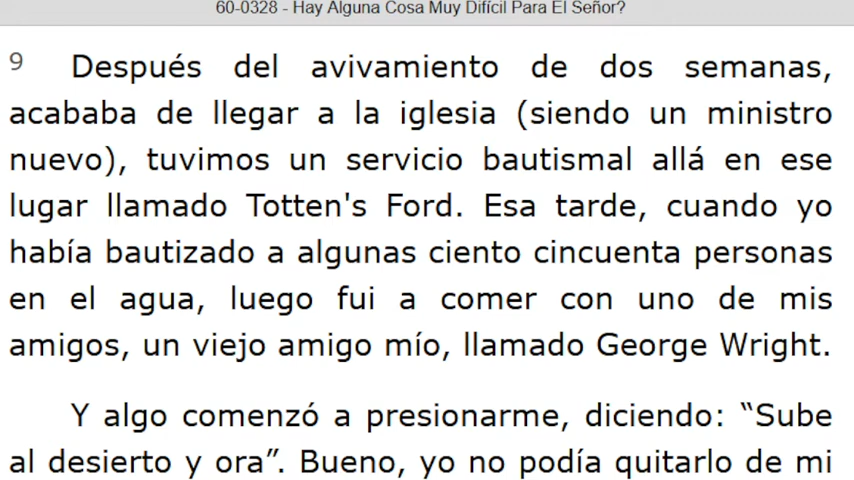 60-0328 - Hay Alguna Cosa Muy Difícil Para El Señor?
9 Después del avivamiento de dos semanas,
acababa de llegar a la iglesia (siendo un ministro
nuevo), tuvimos un servicio bautismal allá en ese
lugar llamado Totten's Ford. Esa tarde, cuando yo
había bautizado a algunas ciento cincuenta personas
en el agua, luego fui a comer con uno de mis
amigos, un viejo amigo mío, llamado George Wright.
Y algo comenzó a presionarme, diciendo: “Sube
al desierto y ora”. Bueno, yo no podía quitarlo de mi